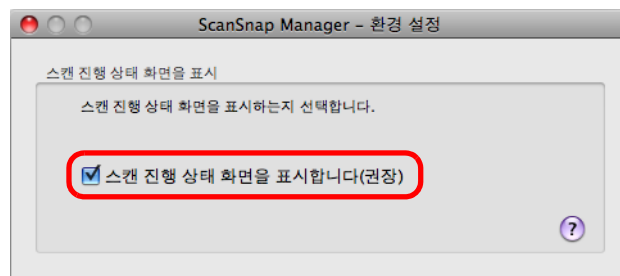 ScanSnap Manager – 환경 설정
스캔 진행 상태 화면을 표시
스캔 진행 상태 화면을 표시하는지 선택합니다.
스캔 진행 상태 화면을 표시합니다(권장)
?